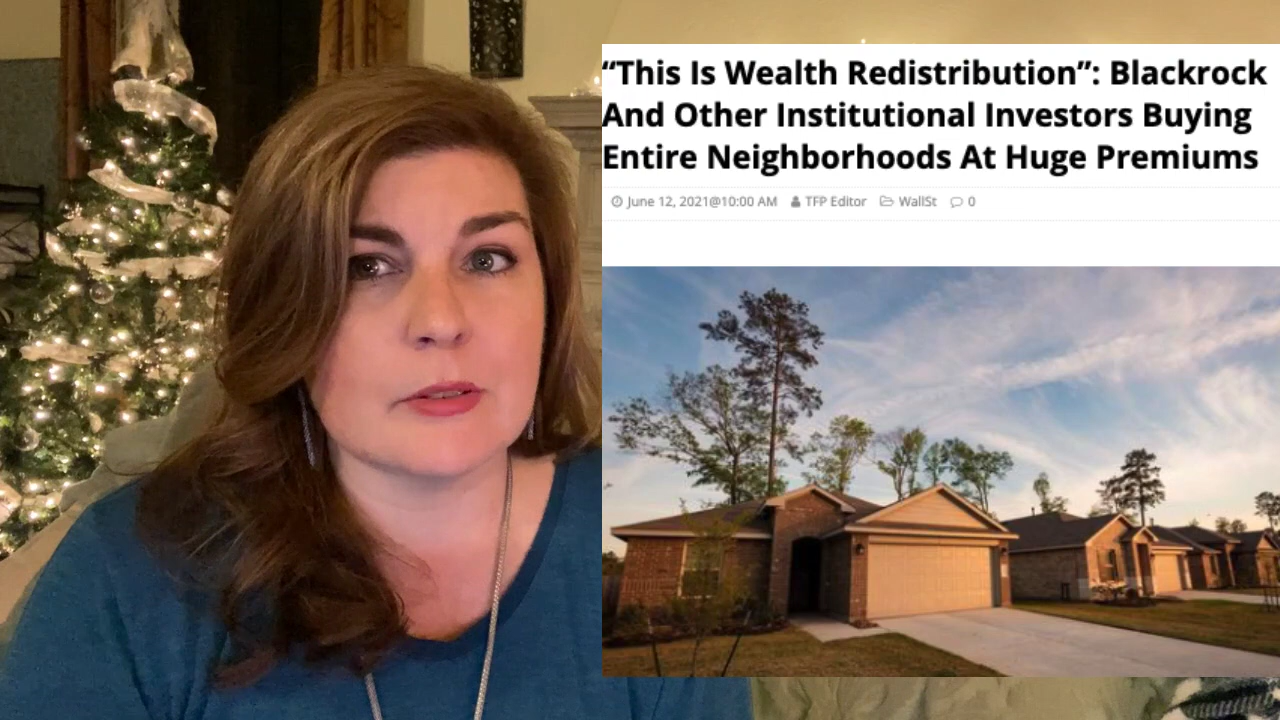 “This Is Wealth Redistribution”: Blackrock
And Other Institutional Investors Buying
Entire Neighborhoods At Huge Premiums
June 12, 2021@10:00 AM TFP Editor WallSt 0